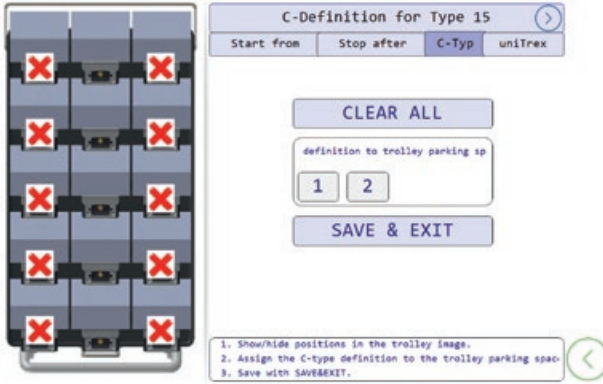 C-Definition for Type 15
Start from
Stop after
C-Typ
uniTrex
CLEAR ALL
definition to trolley parking sp
1
2
SAVE & EXIT
1. Show/hide positions in the trolley image.
2. Assign the C-type definition to the trolley parking spac
3. Save with SAVE&EXIT.